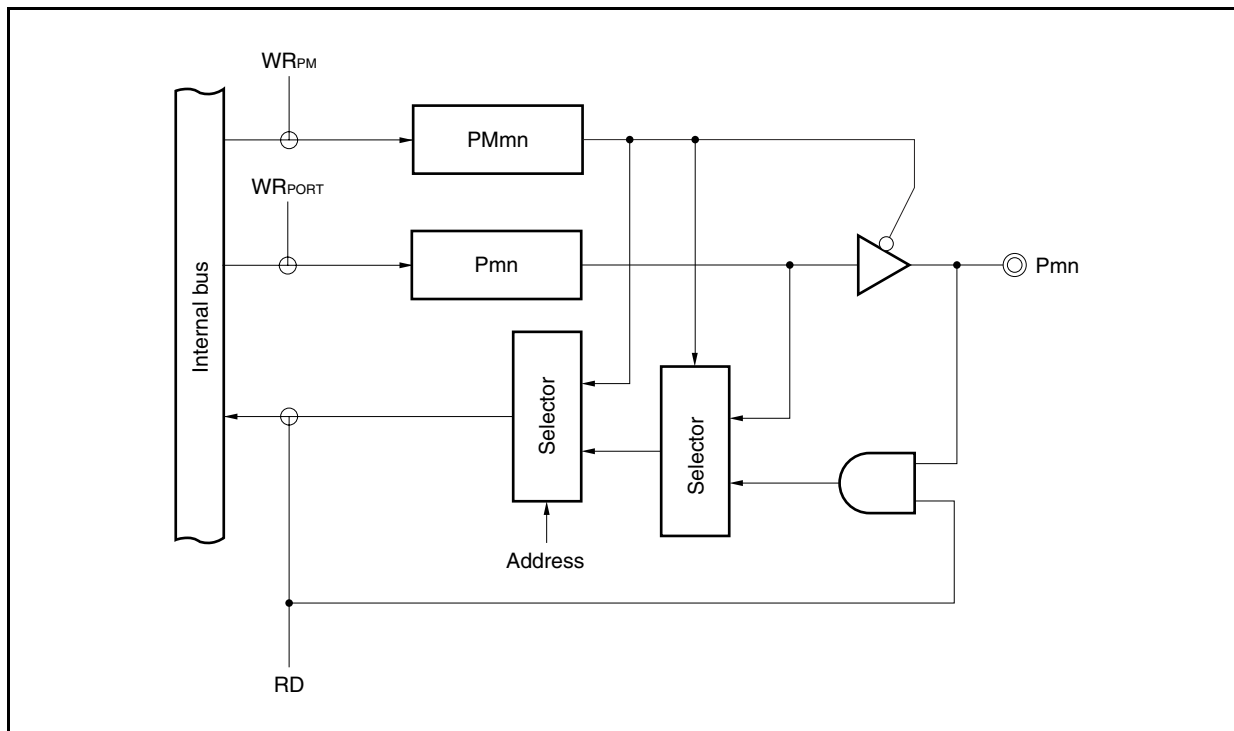 WRPM
PMmn
WRPORT
Pmn
Pmn
Internal bus
Selector
Selector
Address
RD